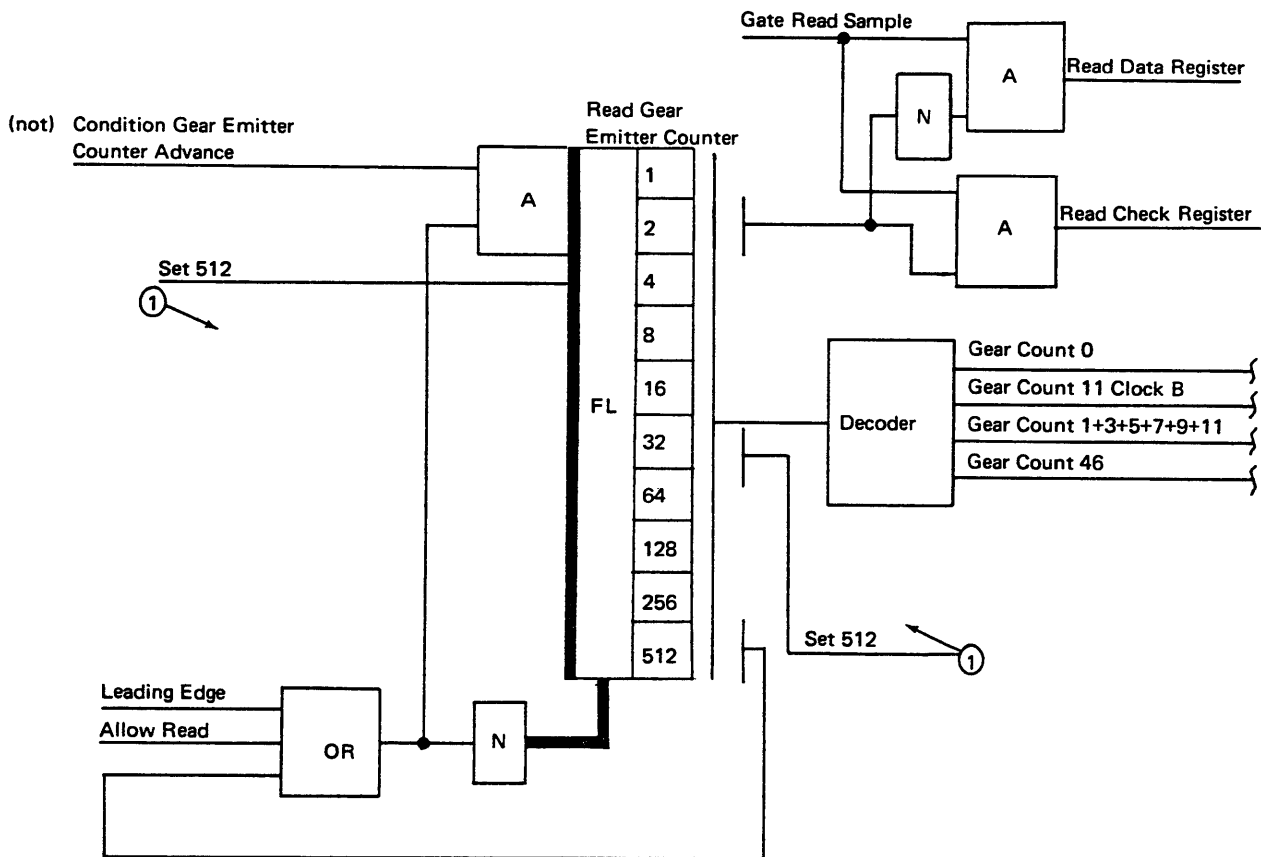 Gate Read Sample
A
Read Data Register
N
(not) Condition Gear Emitter
Counter Advance
Read Gear
Emitter Counter
A
1
2
A
Read Check Register
Set 512
1
4
8
16
FL
32
64
128
256
512
Decoder
Gear Count 0
Gear Count 11 Clock B
Gear Count 1+3+5+7+9+11
Gear Count 46
Set 512
1
Leading Edge
Allow Read
OR
N